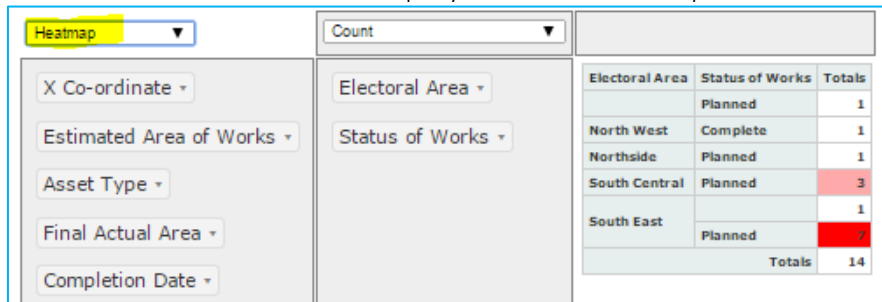 Heatmap
Count
X Co-ordinate
Estimated Area of Works
Asset Type
Final Actual Area
Completion Date
Electoral Area
Status of Works
Electoral Area Status of Works Totals
Planned 1
North West Complete 1
Northside Planned 1
South Central Planned 3
1
South East
Planned 7
Totals 14